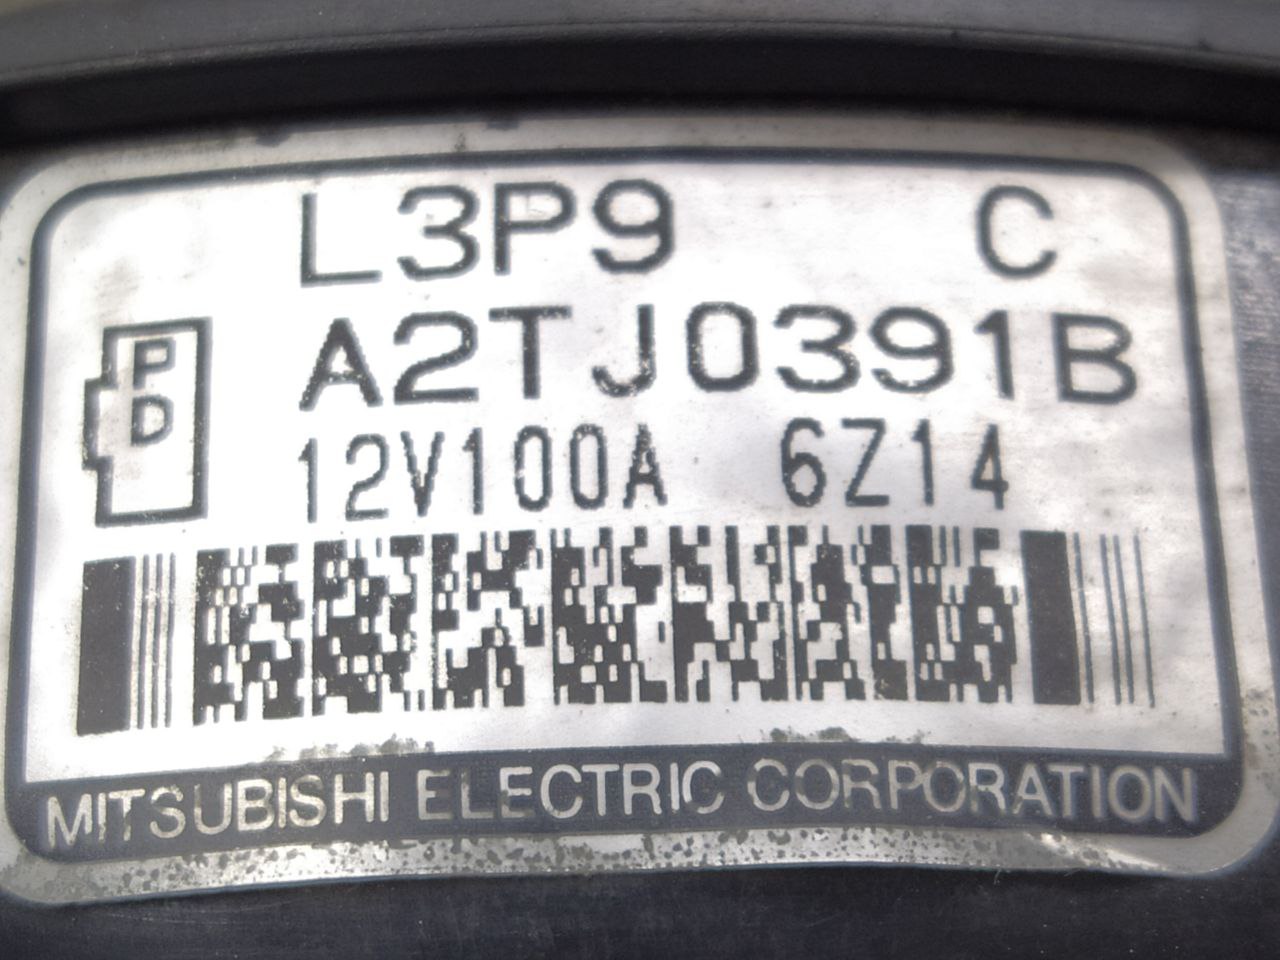 L3P9 C
PD
A2TJ0391B
12V100A 6Z14
MITSUBISHI ELECTRIC CORPORATION